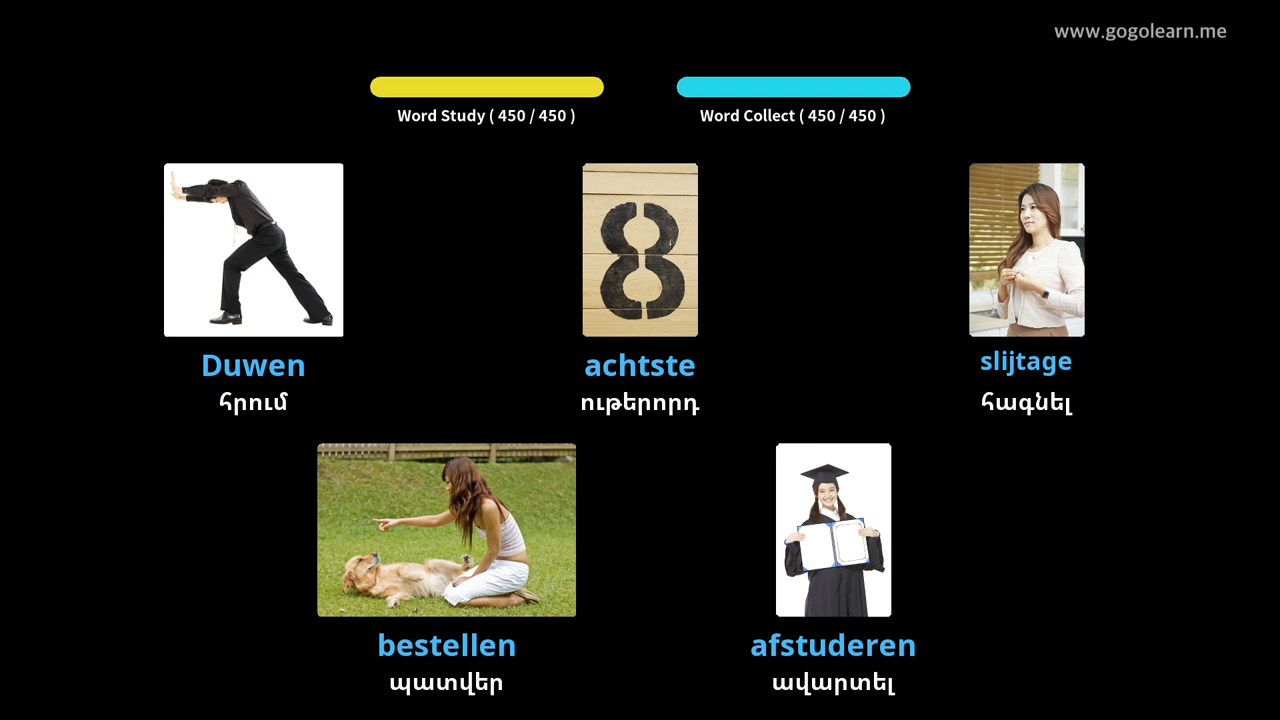 www.gogolearn.me
Word Study ( 450 / 450 )
Word Collect ( 450 / 450 )
8
Duwen
հրում
achtste
ութերորդ
slijtage
հագնել
bestellen
պատվեր
afstuderen
ավարտել